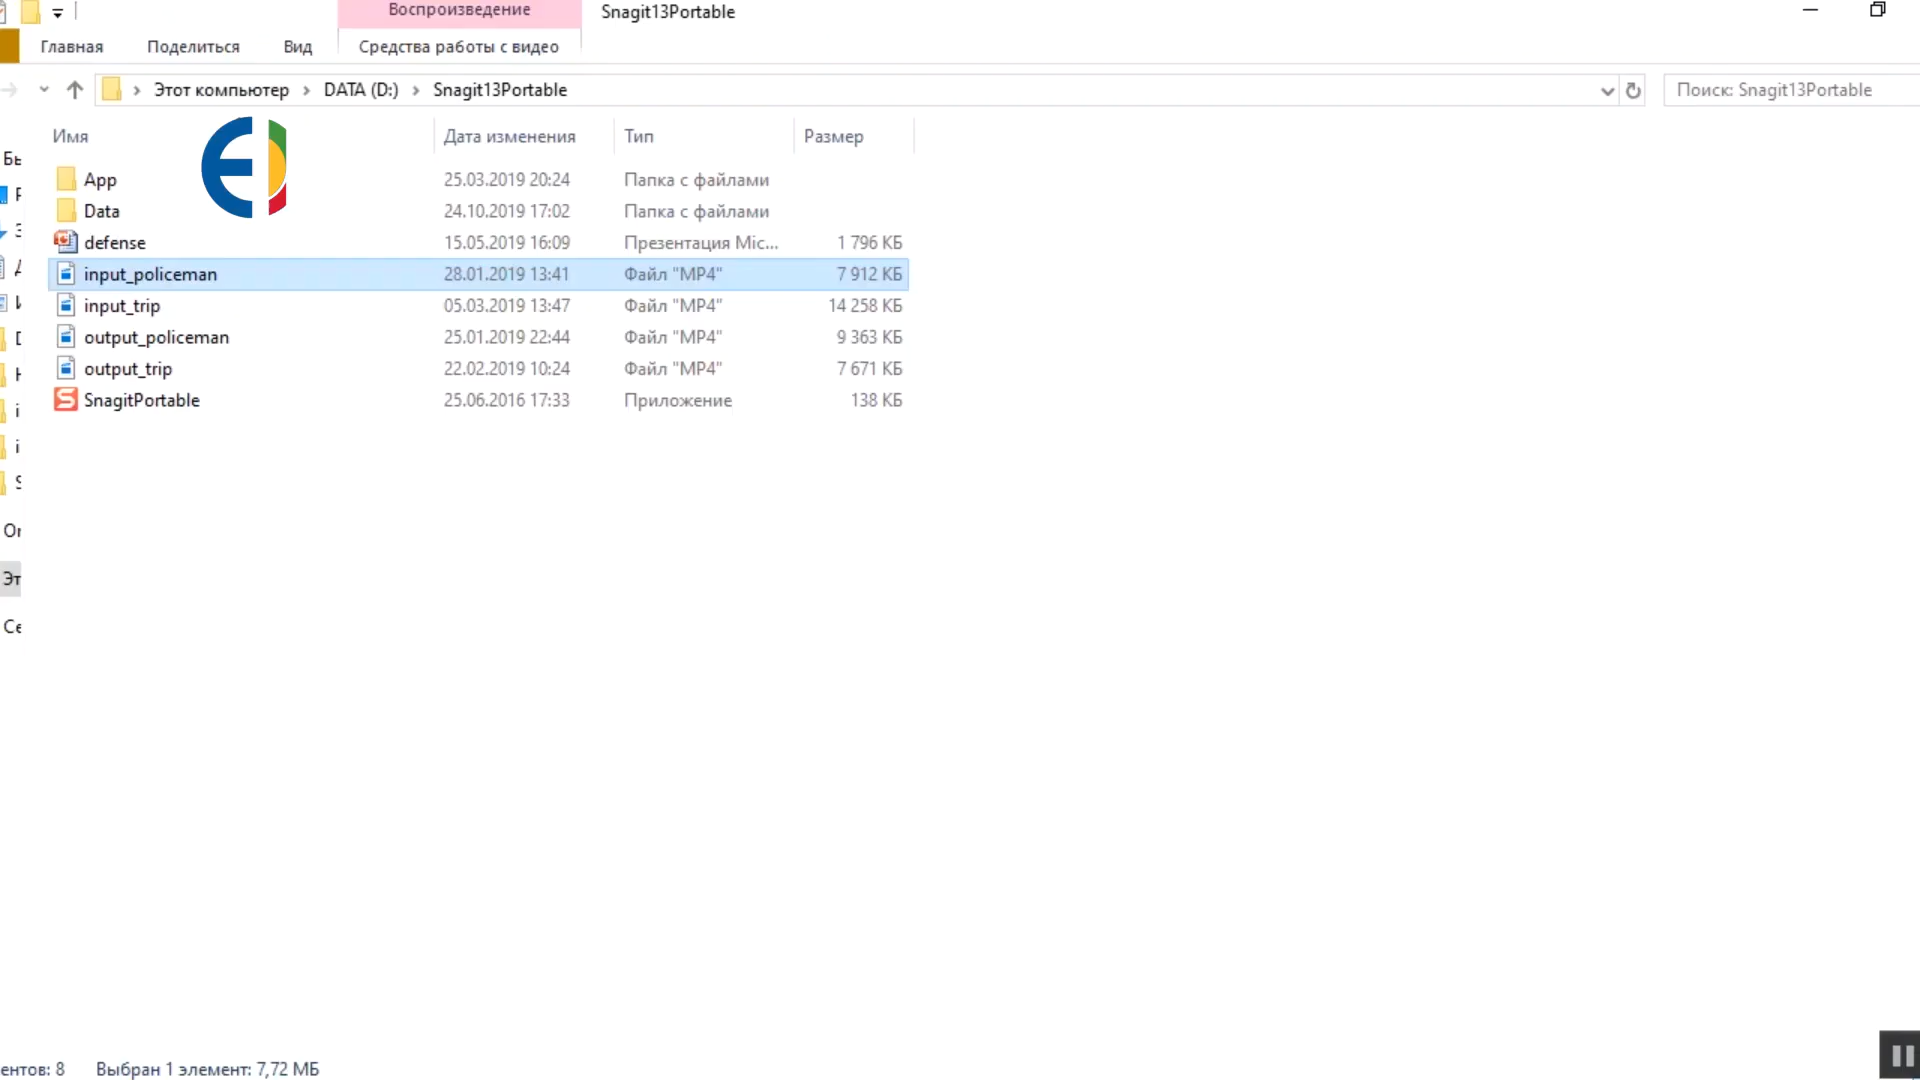 Воспроизведение
Snagit13Portable
Главная Поделиться Вид Средства работы с видео
Этот компьютер › DATA (D:) › Snagit13Portable
Поиск: Snagit13Portable
Имя Дата изменения Тип Размер
App 25.03.2019 20:24 Папка с файлами
Data 24.10.2019 17:02 Папка с файлами
defense 15.05.2019 16:09 Презентация Mic... 1 796 КБ
input_policeman 28.01.2019 13:41 Файл "MP4" 7 912 КБ
input_trip 05.03.2019 13:47 Файл "MP4" 14 258 КБ
output_policeman 25.01.2019 22:44 Файл "MP4" 9 363 КБ
output_trip 22.02.2019 10:24 Файл "MP4" 7 671 КБ
SnagitPortable 25.06.2016 17:33 Приложение 138 КБ
ентов: 8 Выбран 1 элемент: 7,72 МБ